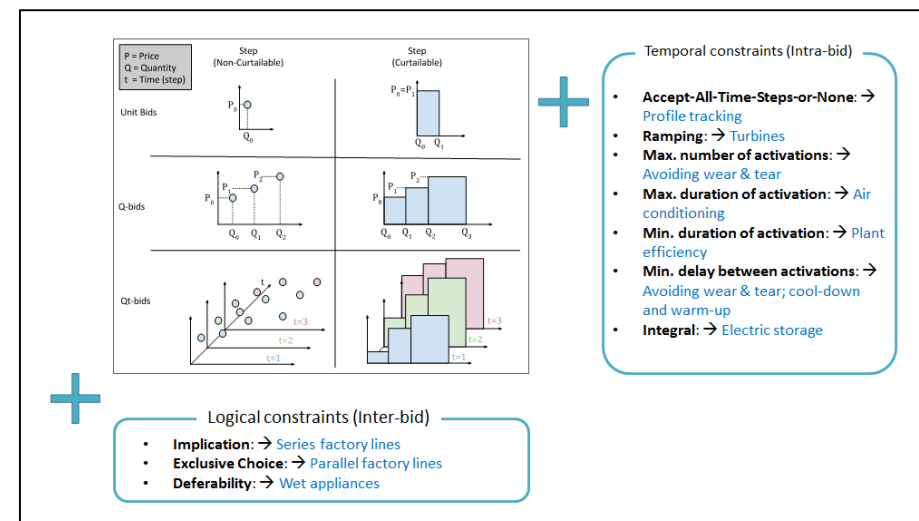 P = Price
Q = Quantity
t = Time (step)
Step
(Non-Curtailable)
Step
(Curtailable)
Unit Bids
P₀
Q₀
P₀=P₁
Q₀ Q₁
Q-bids
P₀
P₁
P₂
Q₀ Q₁ Q₂
P₀
P₁
P₂
Q₀ Q₁ Q₂ Q₃
Qt-bids
t
t=3
t=2
t=1
t=3
t=2
t=1
Temporal constraints (Intra-bid)
• Accept-All-Time-Steps-or-None: →
Profile tracking
• Ramping: → Turbines
• Max. number of activations: →
Avoiding wear & tear
• Max. duration of activation: → Air
conditioning
• Min. duration of activation: → Plant
efficiency
• Min. delay between activations: →
Avoiding wear & tear; cool-down
and warm-up
• Integral: → Electric storage
Logical constraints (Inter-bid)
• Implication: → Series factory lines
• Exclusive Choice: → Parallel factory lines
• Deferability: → Wet appliances